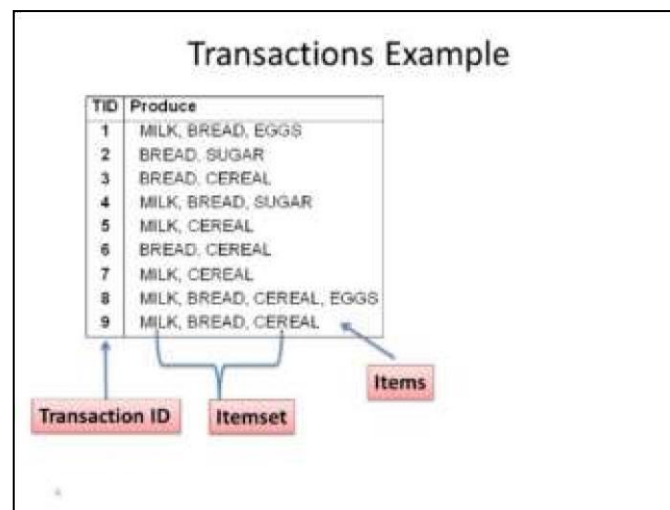 Transactions Example
TID Produce
1 MILK, BREAD, EGGS
2 BREAD, SUGAR
3 BREAD, CEREAL
4 MILK, BREAD, SUGAR
5 MILK, CEREAL
6 BREAD, CEREAL
7 MILK, CEREAL
8 MILK, BREAD, CEREAL, EGGS
9 MILK, BREAD, CEREAL
Items
Transaction ID Itemset